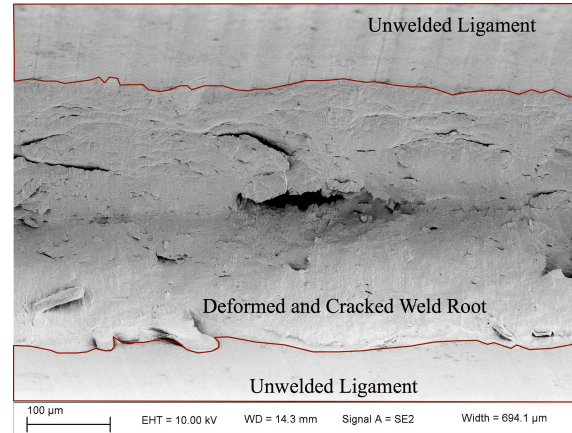 Unwelded Ligament
Deformed and Cracked Weld Root
Unwelded Ligament
100 µm
EHT = 10.00 kV WD = 14.3 mm Signal A = SE2 Width = 694.1 µm